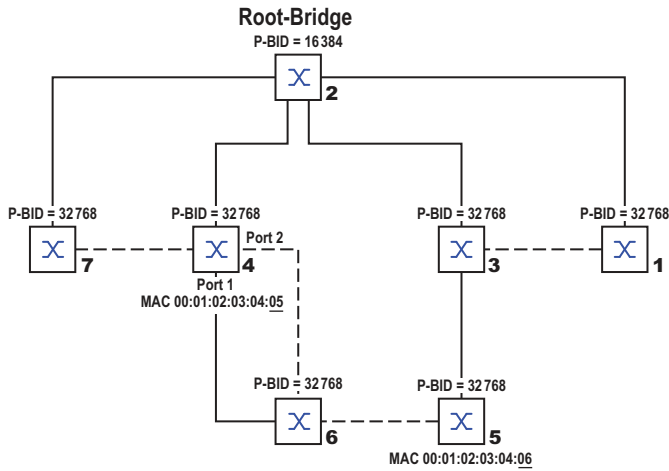 Root-Bridge
P-BID = 16384
2
P-BID = 32768
P-BID = 32768
P-BID = 32768
P-BID = 32768
7
4
Port 2
3
1
Port 1
MAC 00:01:02:03:04:05
P-BID = 32768
P-BID = 32768
6
5
MAC 00:01:02:03:04:06